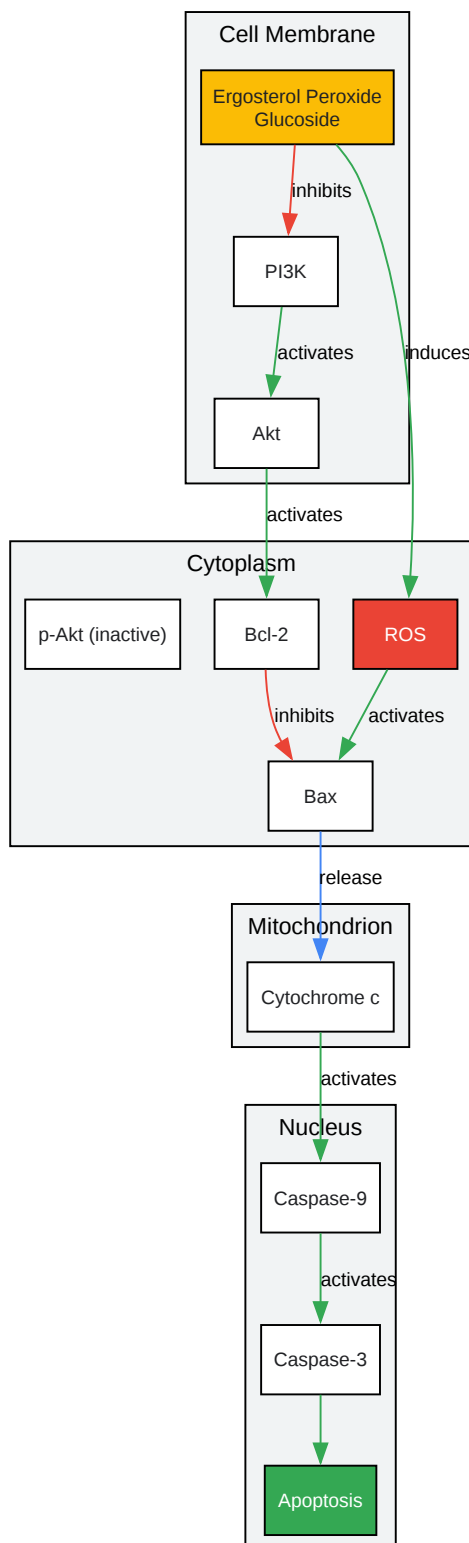 Cell Membrane
Ergosterol Peroxide
Glucoside
inhibits
PI3K
activates
induces
Akt
activates
Cytoplasm
p-Akt (inactive)
Bcl-2
ROS
inhibits
activates
Bax
release
Mitochondrion
Cytochrome c
activates
Nucleus
Caspase-9
activates
Caspase-3
Apoptosis